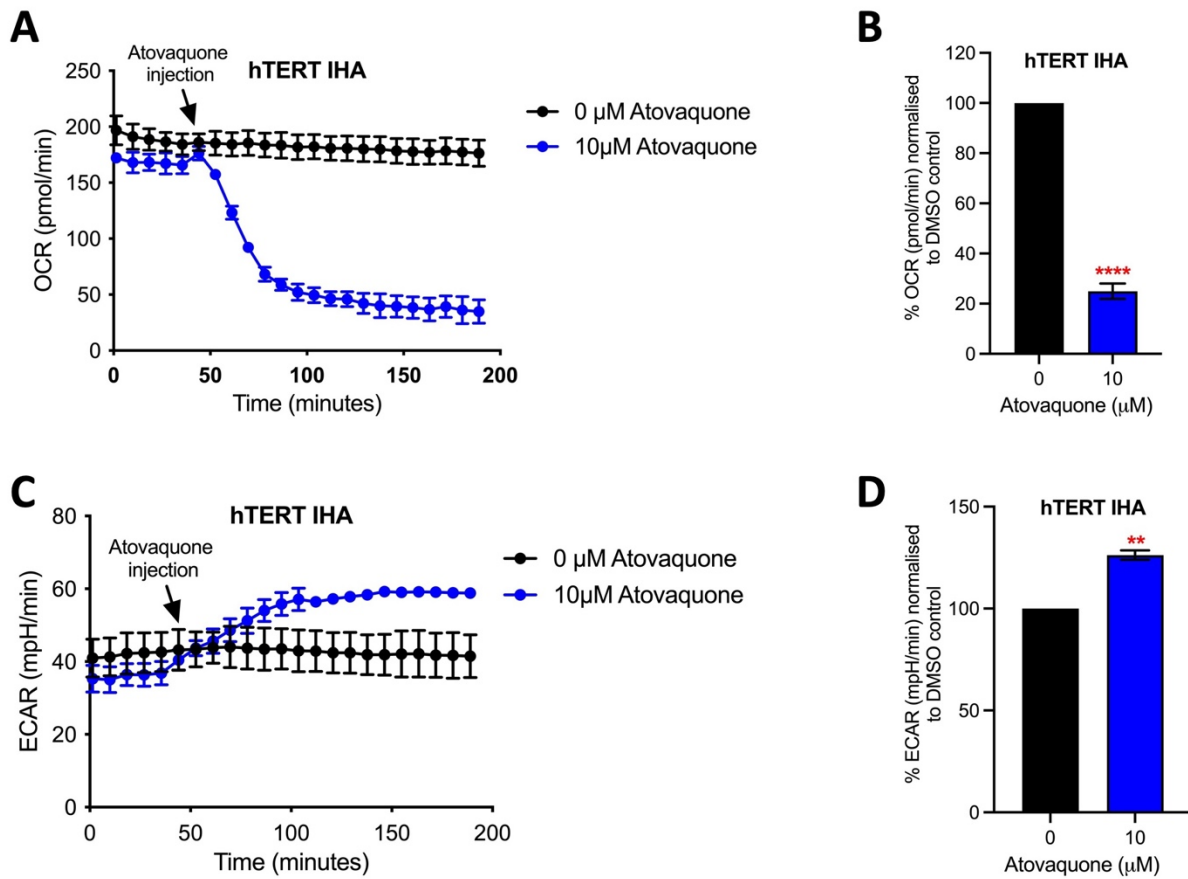 A
Atovaquone
injection
hTERT IHA
250
200
150
100
50
0
OCR (pmol/min)
0
50
100
150
200
Time (minutes)
0 µM Atovaquone
10µM Atovaquone
B
hTERT IHA
120
100
80
60
40
20
0
% OCR (pmol/min) normalised
to DMSO control
****
0
10
Atovaquone (μM)
C
hTERT IHA
Atovaquone
injection
80
60
40
20
0
ECAR (mpH/min)
0
50
100
150
200
Time (minutes)
0 µM Atovaquone
10µM Atovaquone
D
hTERT IHA
150
100
50
0
% ECAR (mpH/min) normalised
to DMSO control
**
0
10
Atovaquone (μM)